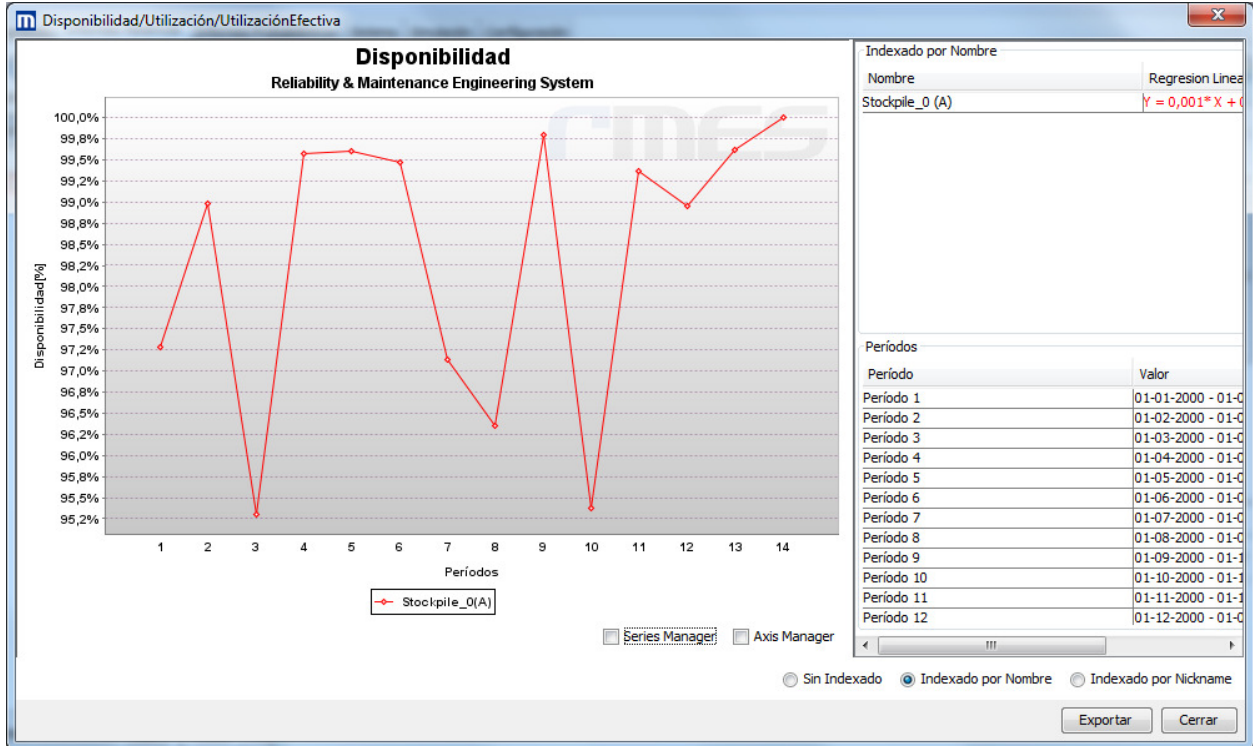 Disponibilidad/Utilización/UtilizaciónEfectiva
Disponibilidad
Reliability & Maintenance Engineering System
rmes
100,0%
99,8%
99,5%
99,2%
99,0%
98,8%
98,5%
98,2%
98,0%
97,8%
97,5%
97,2%
97,0%
96,8%
96,5%
96,2%
96,0%
95,8%
95,5%
95,2%
Disponibilidad[%]
1 2 3 4 5 6 7 8 9 10 11 12 13 14
Períodos
Stockpile_0(A)
Series Manager Axis Manager
Indexado por Nombre
Nombre Regresion Linea
Stockpile_0 (A) Y = 0,001* X + 0
Períodos
Período Valor
Período 1 01-01-2000 - 01-0
Período 2 01-02-2000 - 01-0
Período 3 01-03-2000 - 01-0
Período 4 01-04-2000 - 01-0
Período 5 01-05-2000 - 01-0
Período 6 01-06-2000 - 01-0
Período 7 01-07-2000 - 01-0
Período 8 01-08-2000 - 01-0
Período 9 01-09-2000 - 01-1
Período 10 01-10-2000 - 01-1
Período 11 01-11-2000 - 01-1
Período 12 01-12-2000 - 01-0
Sin Indexado Indexado por Nombre Indexado por Nickname
Exportar Cerrar